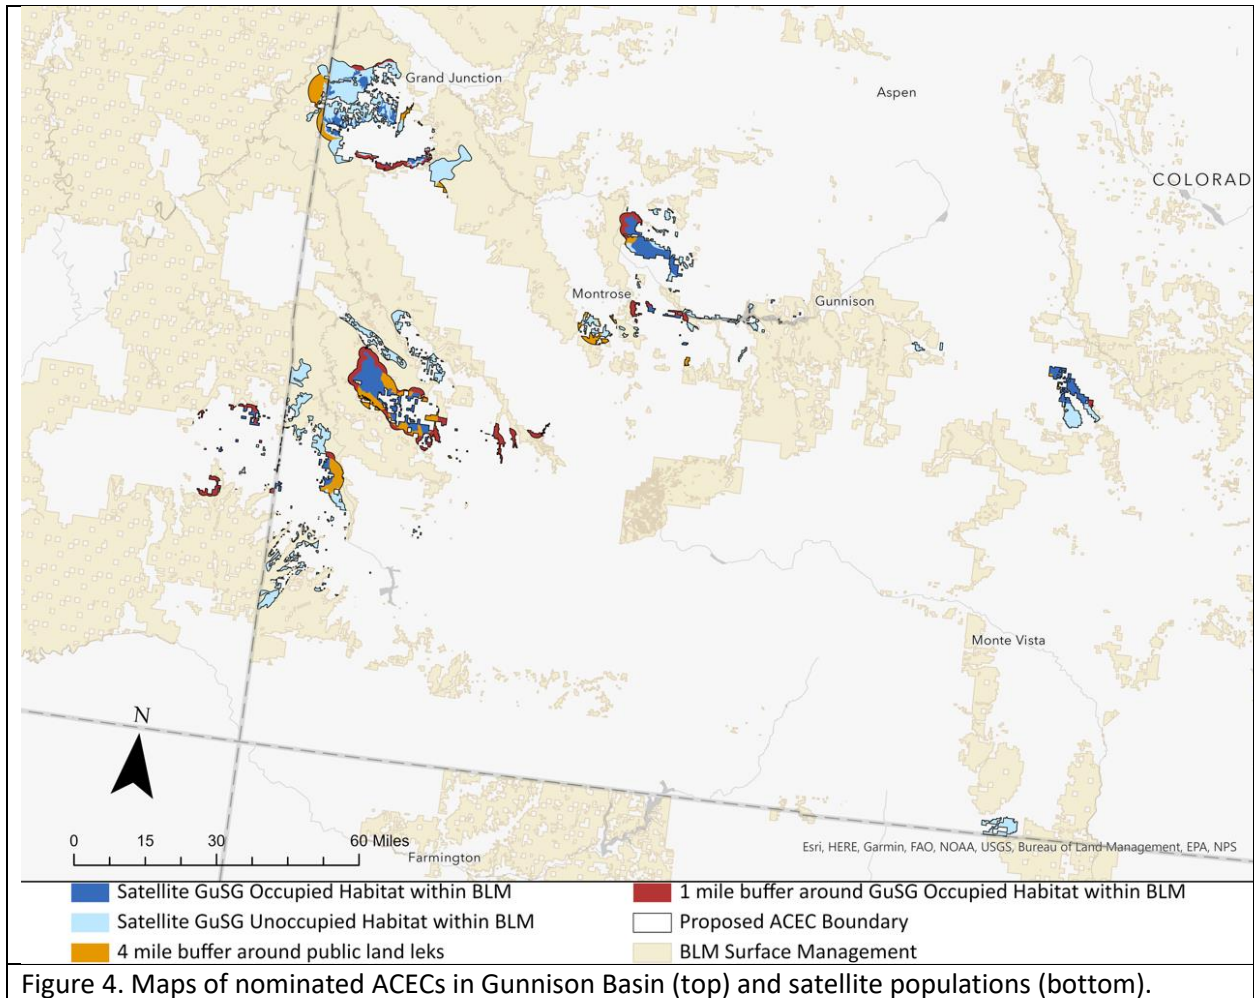 Grand Junction
Aspen
COLORAD
Montrose
Gunnison
Monte Vista
N
0 15 30 60 Miles
Farmington
Esri, HERE, Garmin, FAO, NOAA, USGS, Bureau of Land Management, EPA, NPS
Satellite GuSG Occupied Habitat within BLM
1 mile buffer around GuSG Occupied Habitat within BLM
Satellite GuSG Unoccupied Habitat within BLM
Proposed ACEC Boundary
4 mile buffer around public land leks
BLM Surface Management
Figure 4. Maps of nominated ACECs in Gunnison Basin (top) and satellite populations (bottom).